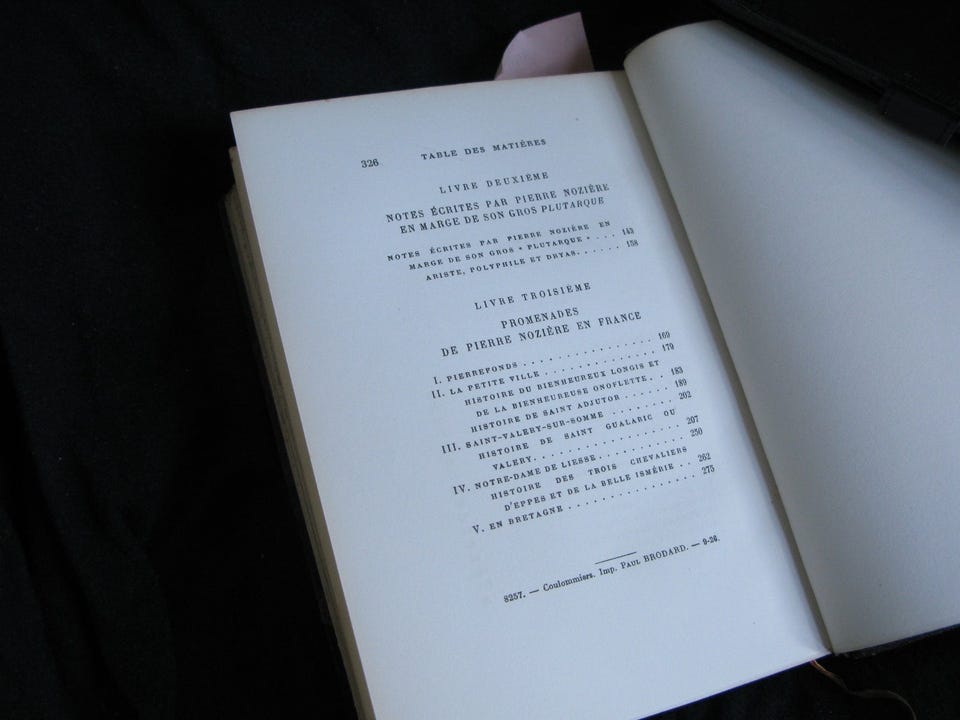 326 TABLE DES MATIÈRES
LIVRE DEUXIÈME
NOTES ÉCRITES PAR PIERRE NOZIÈRE
EN MARGE DE SON GROS PLUTARQUE
NOTES ÉCRITES PAR PIERRE NOZIÈRE EN
MARGE DE SON GROS « PLUTARQUE » . . . 143
ARISTE, POLYPHILE ET DRYAS. . . . . . 158
LIVRE TROISIÈME
PROMENADES
DE PIERRE NOZIÈRE EN FRANCE
I. PIERREFONDS . . . . . . . . . . . . . 169
II. LA PETITE VILLE . . . . . . . . . . . 179
HISTOIRE DU BIENHEUREUX LONGIS ET
DE LA BIENHEUREUSE ONOFLETTE. . . 183
HISTOIRE DE SAINT ADJUTOR . . . . . . 189
III. SAINT-VALERY-SUR-SOMME . . . . . . . . 202
HISTOIRE DE SAINT GUALARIC OU
VALERY. . . . . . . . . . . . . . . 207
IV. NOTRE-DAME DE LIESSE . . . . . . . . . 250
HISTOIRE DES TROIS CHEVALIERS
D'EPPES ET DE LA BELLE ISMÉRIE . . 262
V. EN BRETAGNE . . . . . . . . . . . . . 275
8257. — Coulommiers. Imp. PAUL BRODARD. — 9-26.